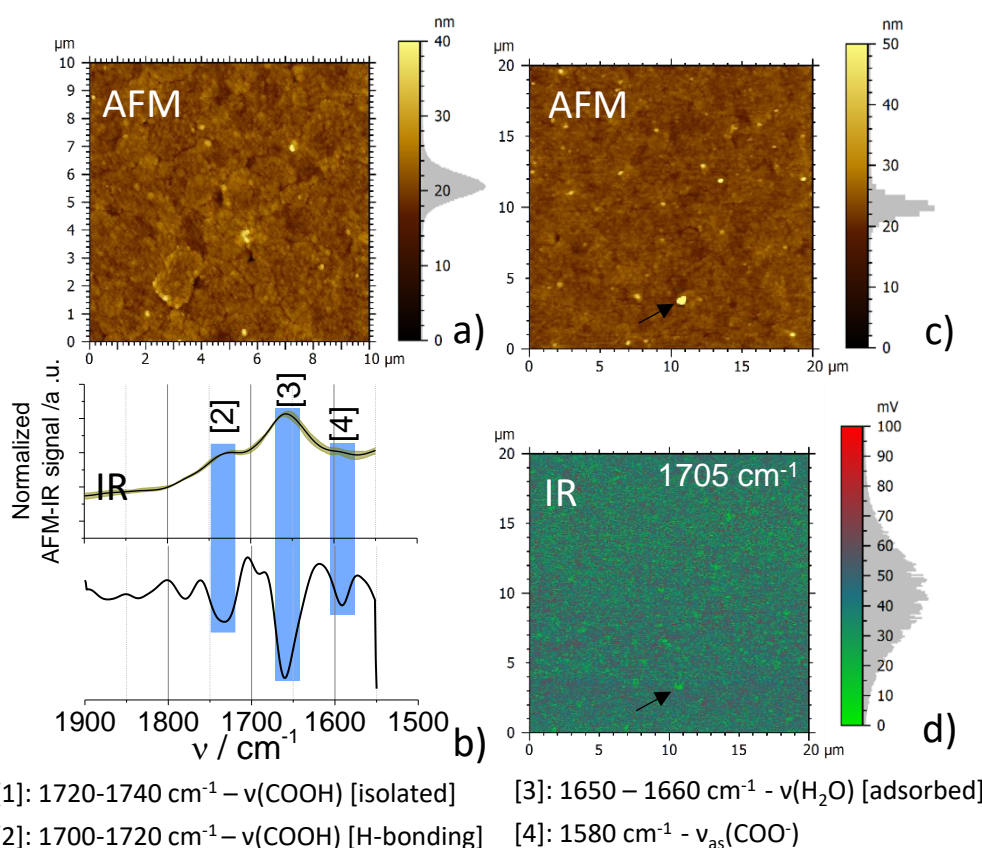 nm
40
30
20
10
0
µm
10
9
8
7
6
5
4
3
2
1
0
AFM
0 2 4 6 8 10 µm
a)
nm
50
40
30
20
10
0
µm
20
15
10
5
0
AFM
0 5 10 15 20 µm
c)
Normalized
AFM-IR signal /a .u.
[2]
[3]
[4]
IR
1900 1800 1700 1600 1500
ν / cm-1
b)
mV
100
90
80
70
60
50
40
30
20
10
0
µm
20
15
10
5
0
IR
1705 cm-1
0 5 10 15 20 µm
d)
[1]: 1720-1740 cm-1 – ν(COOH) [isolated]
[2]: 1700-1720 cm-1 – ν(COOH) [H-bonding]
[3]: 1650 – 1660 cm-1 - ν(H2O) [adsorbed]
[4]: 1580 cm-1 - νas(COO-)